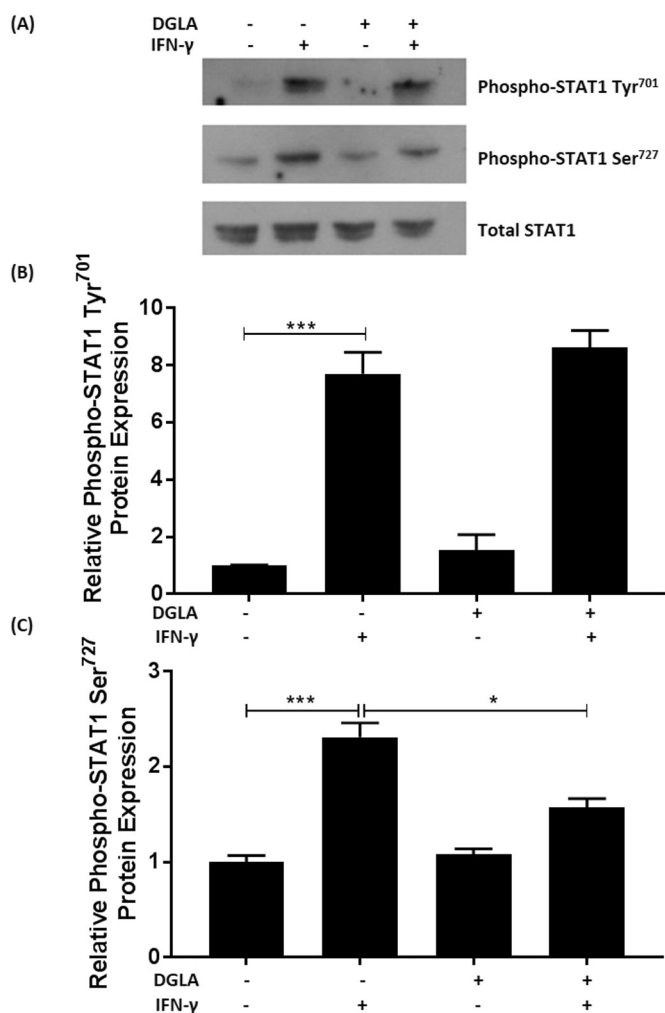 (A)
DGLA - - + +
IFN-γ - + - +
Phospho-STAT1 Tyr⁷⁰¹
Phospho-STAT1 Ser⁷²⁷
Total STAT1
(B)
Relative Phospho-STAT1 Tyr⁷⁰¹
Protein Expression
10
8
6
4
2
0
***
DGLA - - + +
IFN-γ - + - +
(C)
Relative Phospho-STAT1 Ser⁷²⁷
Protein Expression
3
2
1
0
***
*
DGLA - - + +
IFN-γ - + - +